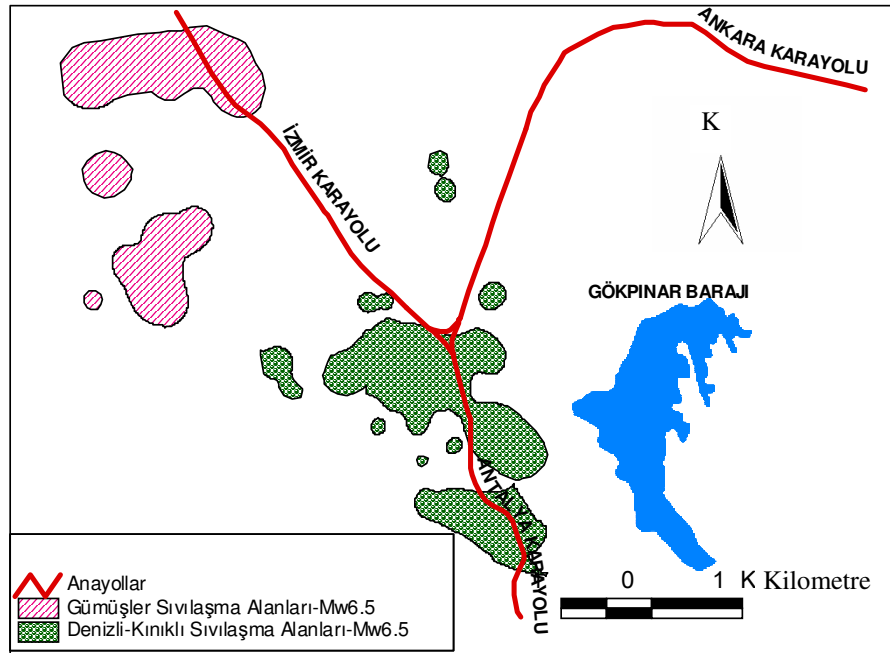 ANKARA KARAYOLU
K
İZMİR KARAYOLU
GÖKPINAR BARAJI
ANTALYA KARAYOLU
0 1 K Kilometre
Anayollar
Gümüşler Sıvılaşma Alanları-Mw6.5
Denizli-Kınıklı Sıvılaşma Alanları-Mw6.5